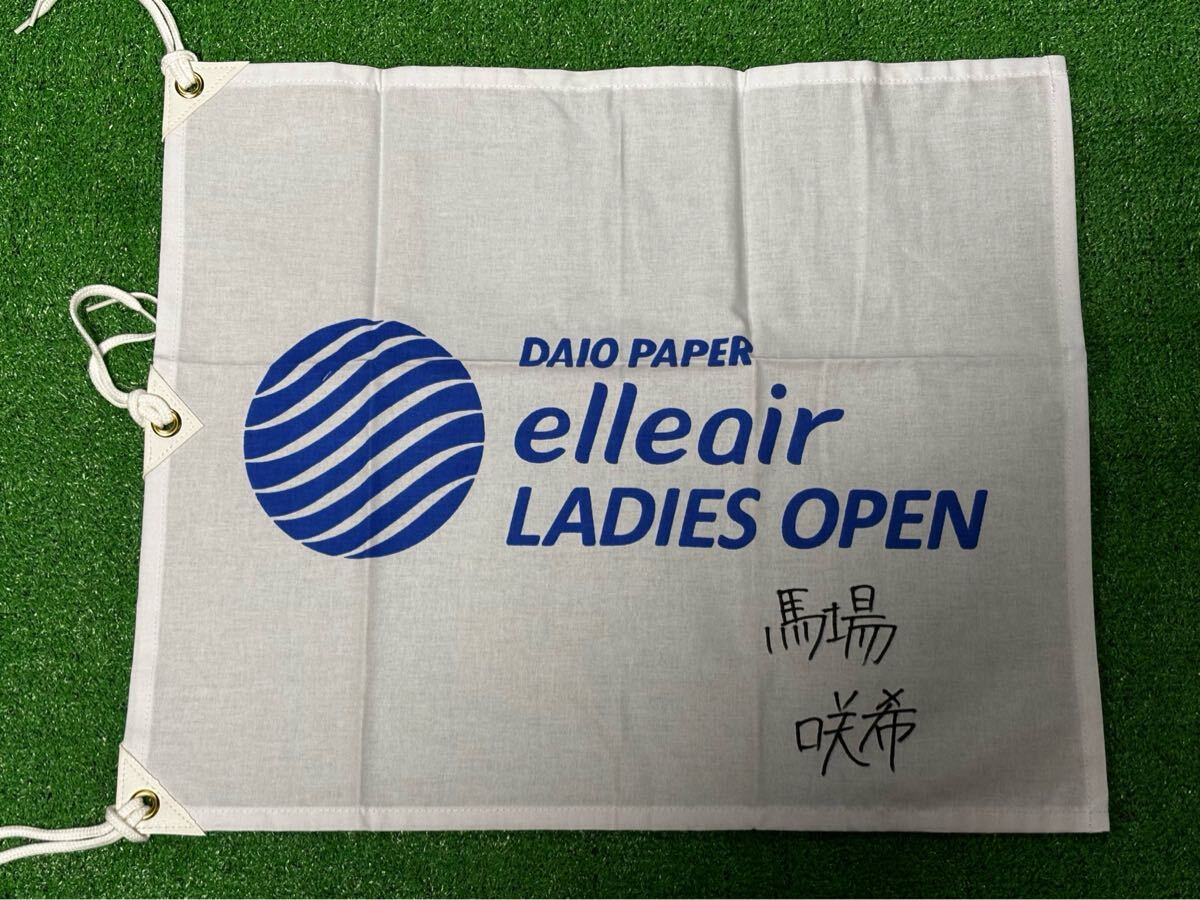 DAIO PAPER
elleair
LADIES OPEN
馬場
咲希